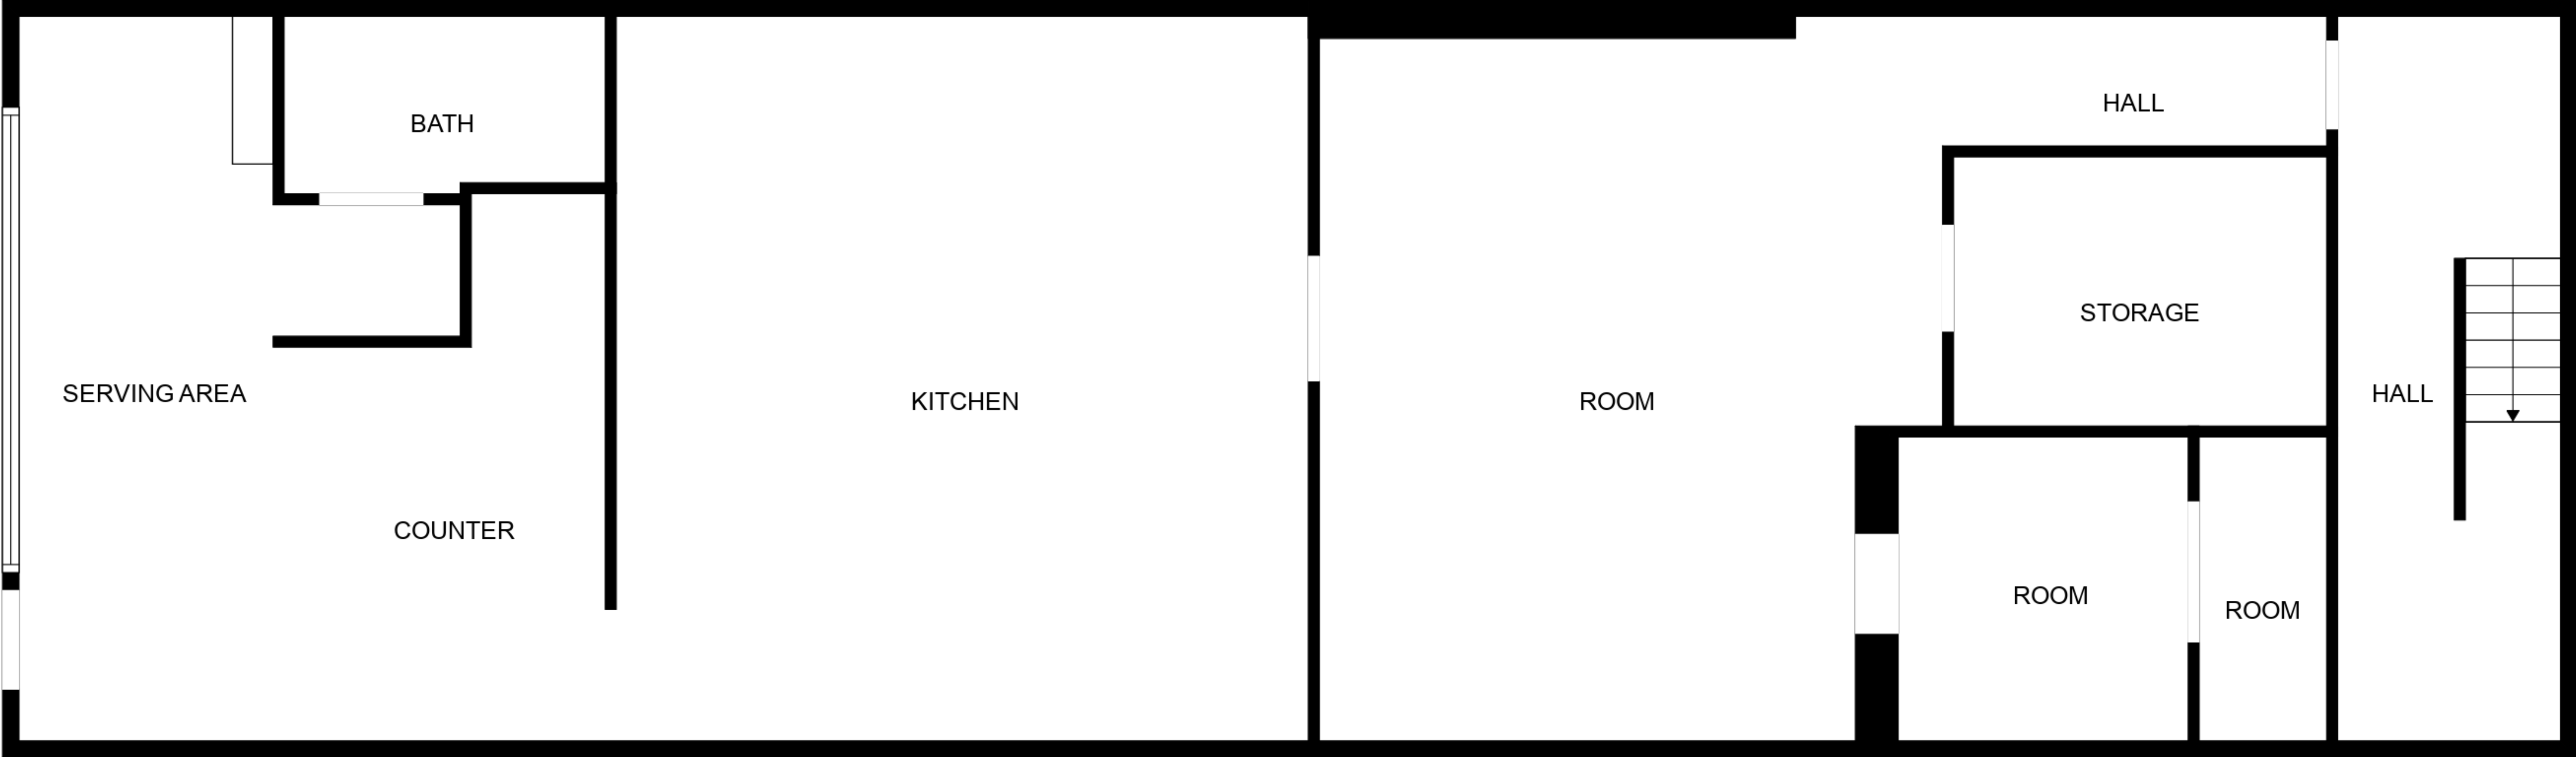 BATH
HALL
STORAGE
SERVING AREA
KITCHEN
ROOM
HALL
COUNTER
ROOM
ROOM